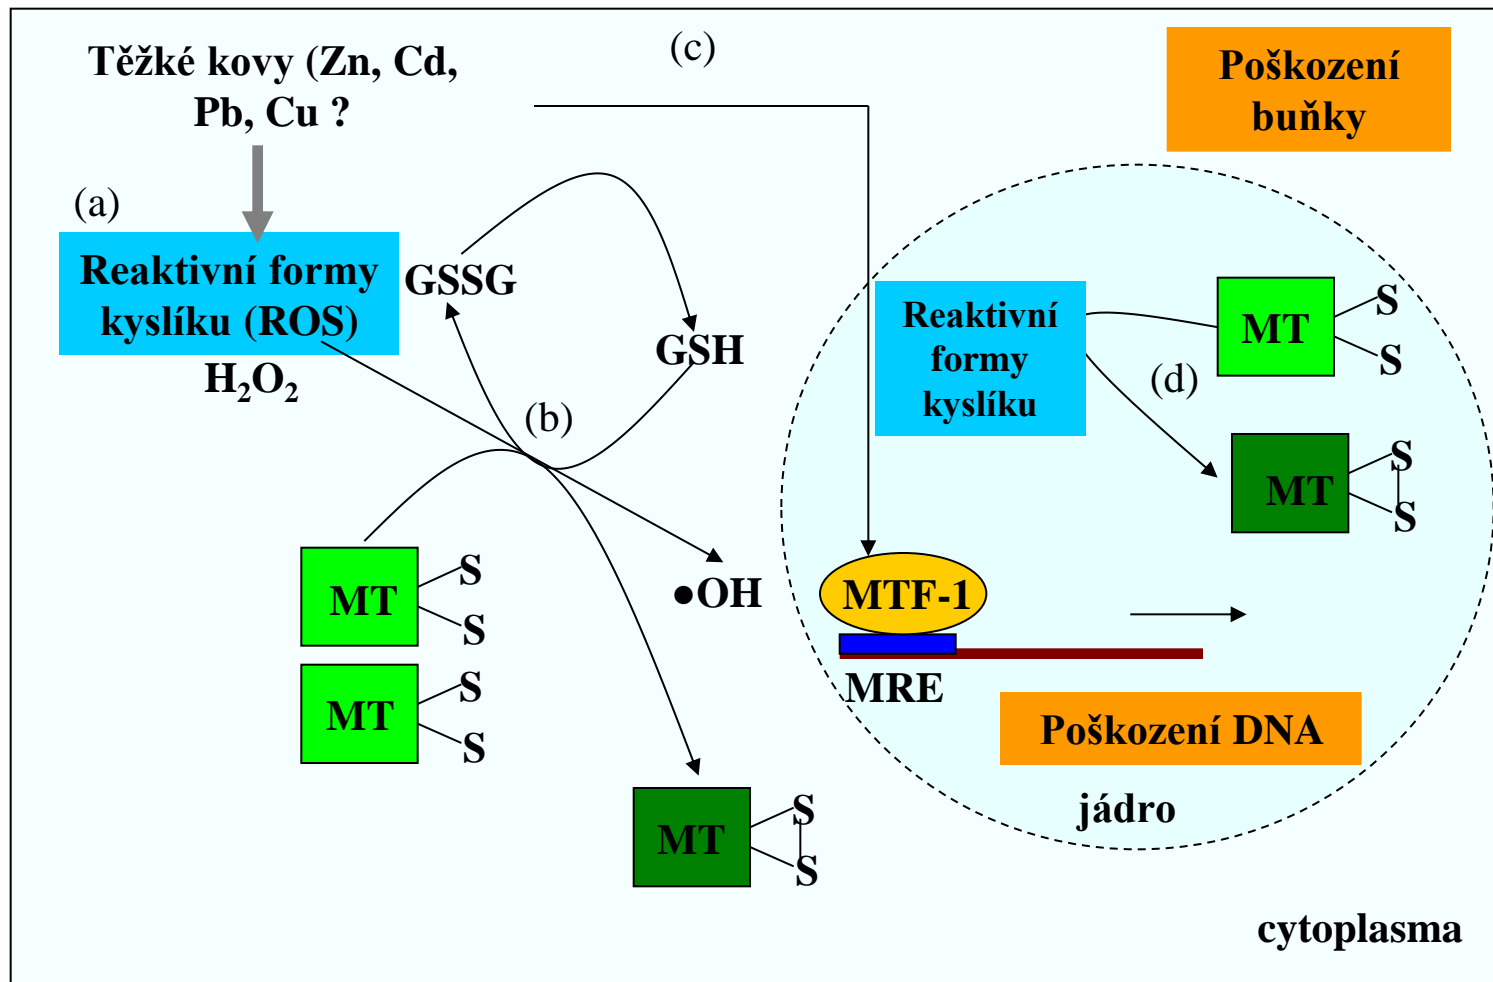 Těžké kovy (Zn, Cd,
Pb, Cu ?
(c)
Poškození
buňky
(a)
Reaktivní formy
kyslíku (ROS)
H₂O₂
GSSG
GSH
(b)
Reaktivní
formy
kyslíku
MT
S
S
(d)
MT
S
S
MT
S
S
●OH
MTF-1
MRE
MT
S
S
Poškození DNA
MT
S
S
jádro
cytoplasma